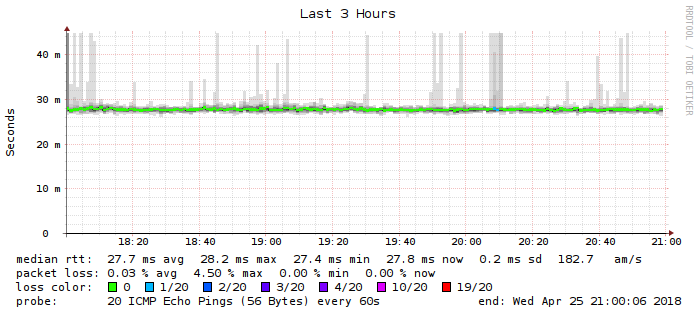 Last 3 Hours
RRDTOOL / TOBI OETIKER
Seconds
40 m
30 m
20 m
10 m
0
18:20 18:40 19:00 19:20 19:40 20:00 20:20 20:40 21:00
median rtt: 27.7 ms avg 28.2 ms max 27.4 ms min 27.8 ms now 0.2 ms sd 182.7 am/s
packet loss: 0.03 % avg 4.50 % max 0.00 % min 0.00 % now
loss color: 0 1/20 2/20 3/20 4/20 10/20 19/20
probe: 20 ICMP Echo Pings (56 Bytes) every 60s end: Wed Apr 25 21:00:06 2018